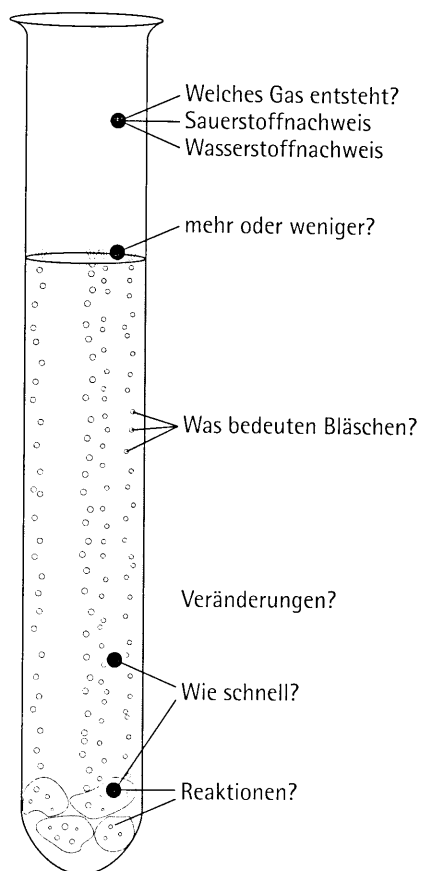 Welches Gas entsteht?
Sauerstoffnachweis
Wasserstoffnachweis
mehr oder weniger?
Was bedeuten Bläschen?
Veränderungen?
Wie schnell?
Reaktionen?